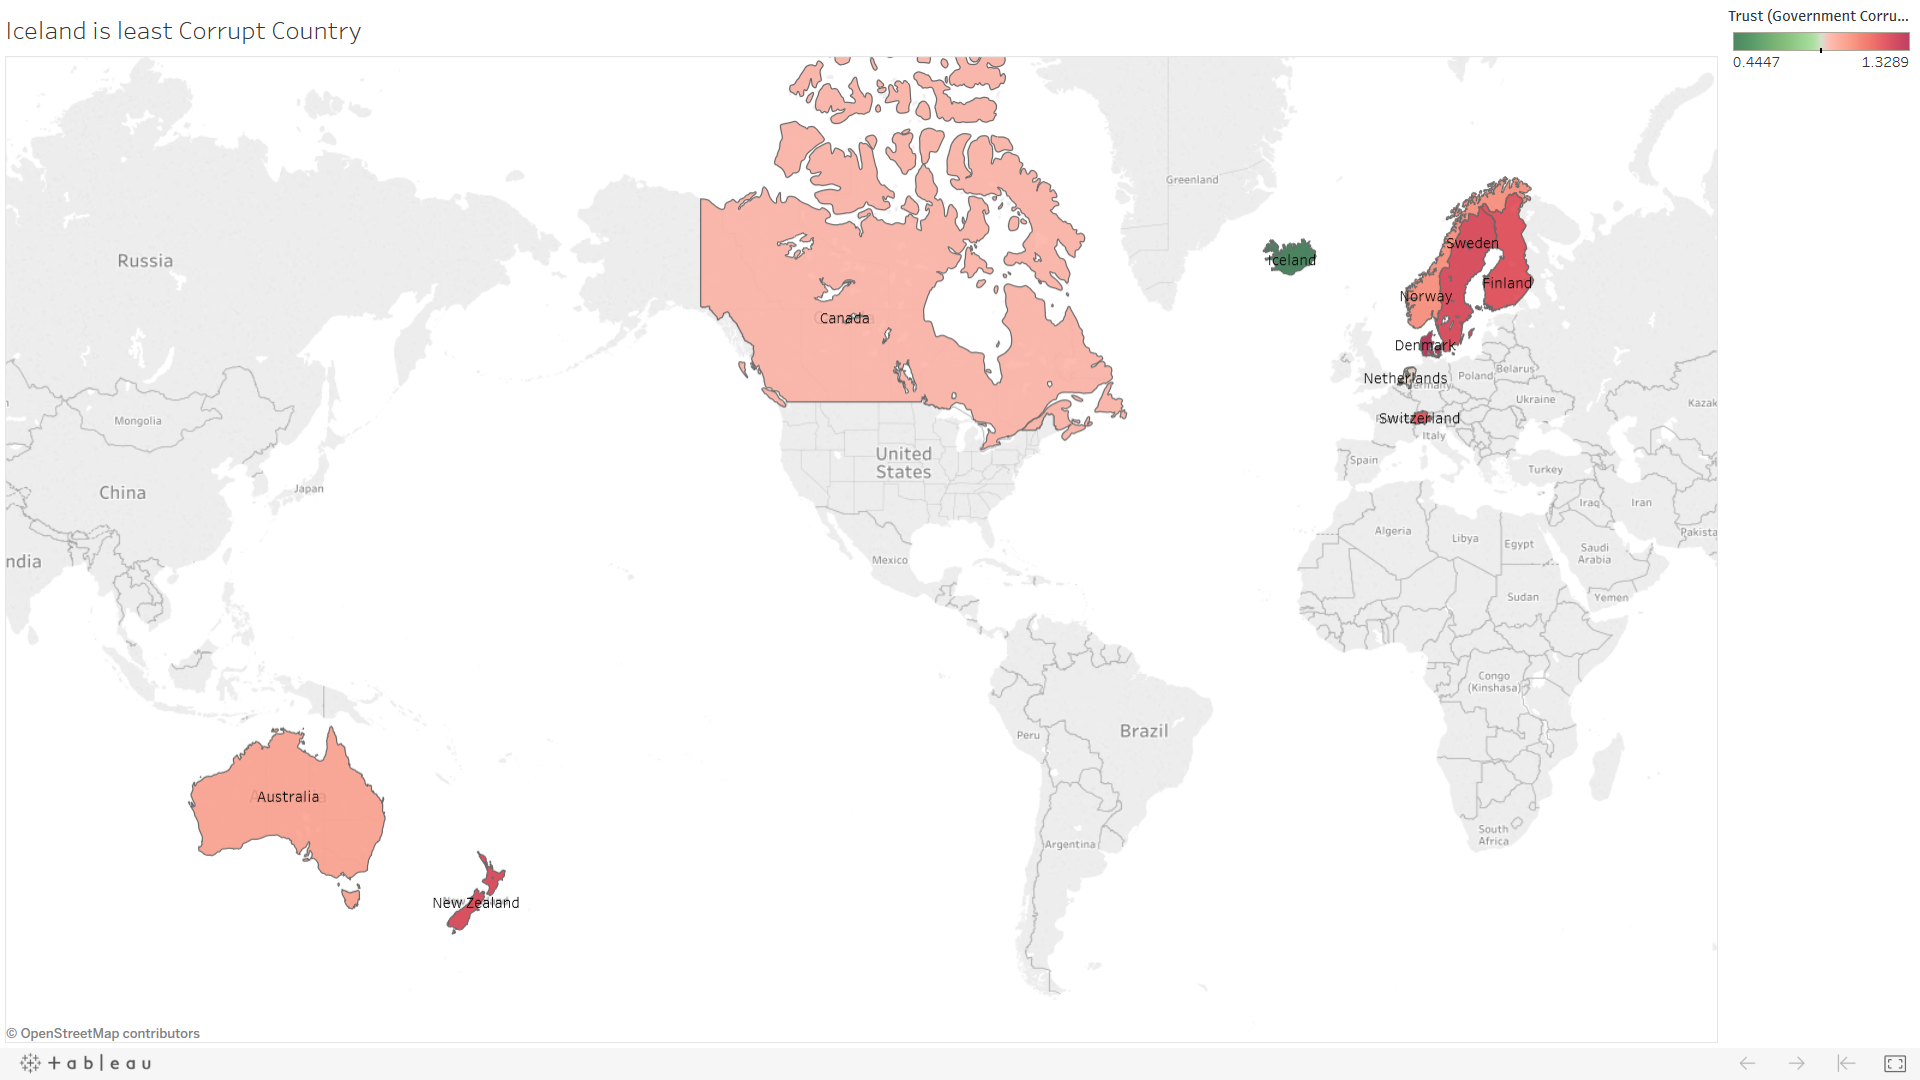 Iceland is least Corrupt Country
Trust (Government Corru...
0.4447
1.3289
Greenland
Russia
Iceland
Sweden
Finland
Norway
Canada
Denmark
Netherlands
Poland
Belarus
Ukraine
Kazak
Mongolia
Switzerland
Italy
United
States
Spain
Turkey
China
Japan
Iraq
Iran
Algeria
Libya
Egypt
Saudi
Arabia
Pakista
ndia
Mexico
Sudan
Yemen
Congo
(Kinshasa)
Peru
Brazil
Australia
South
Africa
Argentina
New Zealand
© OpenStreetMap contributors
+ a b l e a u